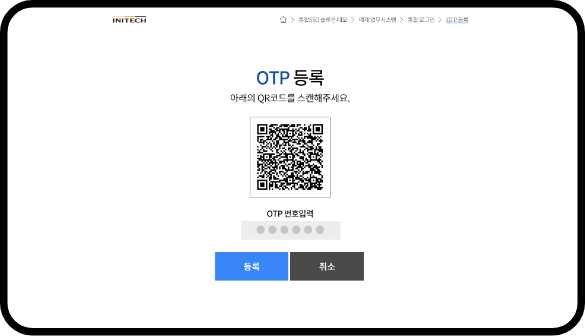 INITECH
통합SSO 솔루션 데모 > 예제 업무시스템 > 통합 로그인 > OTP 등록
OTP 등록
아래의 QR코드를 스캔해주세요.
OTP 번호입력
등록 취소